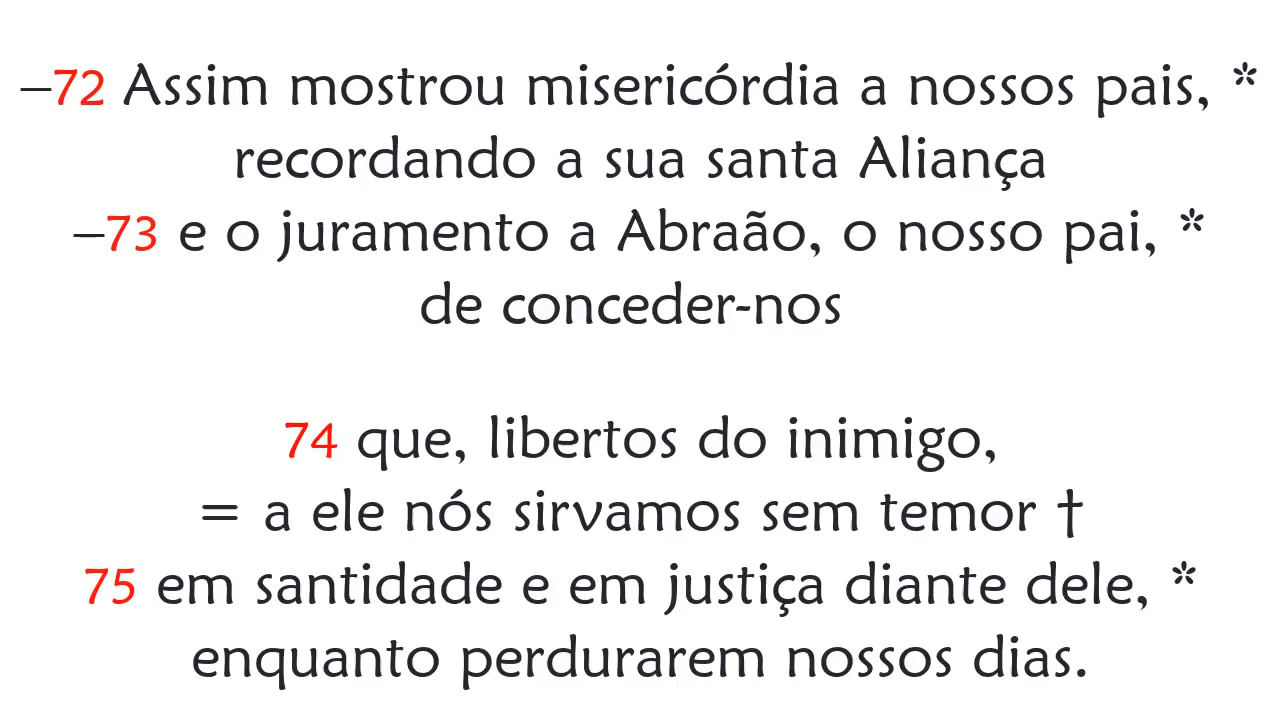 –72 Assim mostrou misericórdia a nossos pais, *
recordando a sua santa Aliança
–73 e o juramento a Abraão, o nosso pai, *
de conceder-nos
74 que, libertos do inimigo,
= a ele nós sirvamos sem temor †
75 em santidade e em justiça diante dele, *
enquanto perdurarem nossos dias.